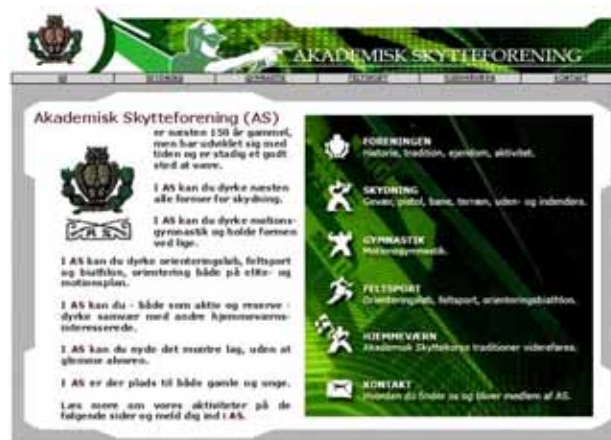 AKADEMISK SKYTTEFORENING
GYMNASTIK
FELTSPORT
HJEMMEVÆRN
KONTAKT
Akademisk Skytteforening (AS)
er næsten 150 år gammel,
men har udviklet sig med
tiden og er stadig et godt
sted at være.
I AS kan du dyrke næsten
alle former for skydning.
I AS kan du dyrke motions-
gymnastik og holde formen
ved lige.
I AS kan du dyrke orienteringsløb, feltsport
og biathlon, orientering både på elite- og
motionsplan.
I AS kan du - både som aktiv og reserve -
dyrke samvær med andre hjemmeværns-
interesserede.
I AS kan du nyde det muntre lag, uden at
glemme alvoren.
I AS er der plads til både gamle og unge.
Læs mere om vores aktiviteter på de
følgende sider og meld dig ind i AS.
A S
FORENINGEN
Historie, tradition, ejendom, aktivitet.
SKYDNING
Gevær, pistol, bane, terræn, uden- og indendørs.
GYMNASTIK
Motionsgymnastik.
FELTSPORT
Orienteringsløb, feltsport, orienteringsbiathlon.
HJEMMEVÆRN
Akademisk Skyttekorps traditioner videreføres.
KONTAKT
Hvordan du finder os og bliver medlem af AS.